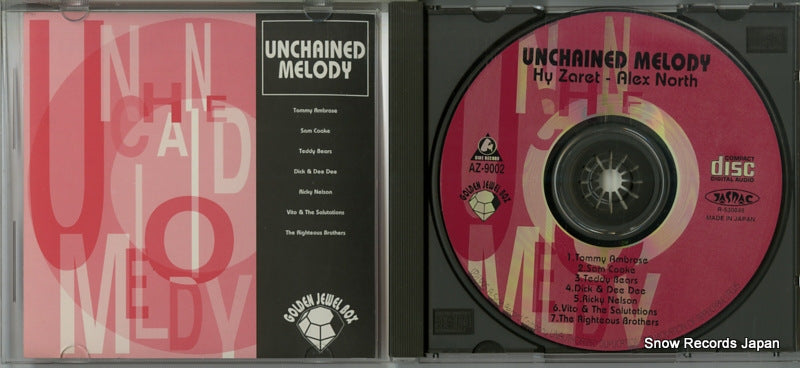 UNCHAINED
MELODY
UNCHAINED
MELODY
Tommy Ambrose
Sam Cooke
Teddy Bears
Dick & Dee Dee
Ricky Nelson
Vito & The Salutations
The Righteous Brothers
GOLDEN JEWEL BOX
UNCHAINED MELODY
Hy Zaret - Alex North
AZ-9002
GOLDEN JEWEL BOX
COMPACT
disc
DIGITAL AUDIO
JASRAC
MADE IN JAPAN
1.Tommy Ambrose
2.Sam Cooke
3.Teddy Bears
4.Dick & Dee Dee
5.Ricky Nelson
6.Vito & The Salutations
7.The Righteous Brothers
Snow Records Japan